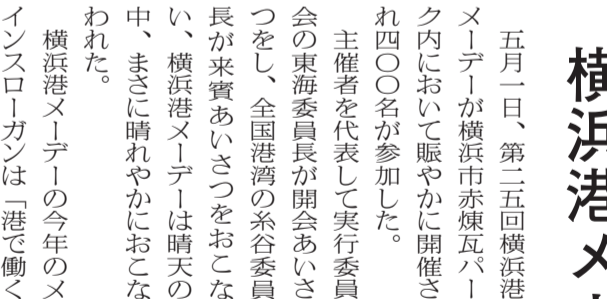 横浜港メ
五月一日、第二五回横浜港
メーデーが横浜市赤煉瓦パー
ク内において賑やかに開催さ
れ四〇〇名が参加した。
主催者を代表して実行委員
会の東海委員長が開会あいさ
つをし、全国港湾の糸谷委員
長が来賓あいさつをおこな
い、横浜港メーデーは晴天の
中、まさに晴れやかにおこな
われた。
横浜港メーデーの今年のメ
インスローガンは「港で働く